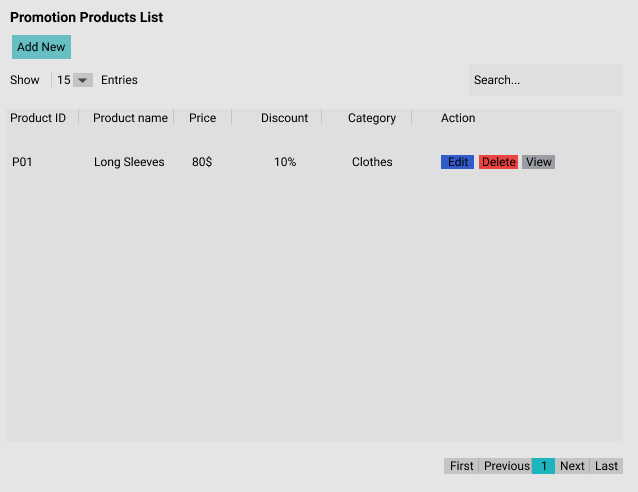 Promotion Products List
Add New
Show 15 Entries
Search...
Product ID Product name Price Discount Category Action
P01 Long Sleeves 80$ 10% Clothes Edit Delete View
First Previous 1 Next Last